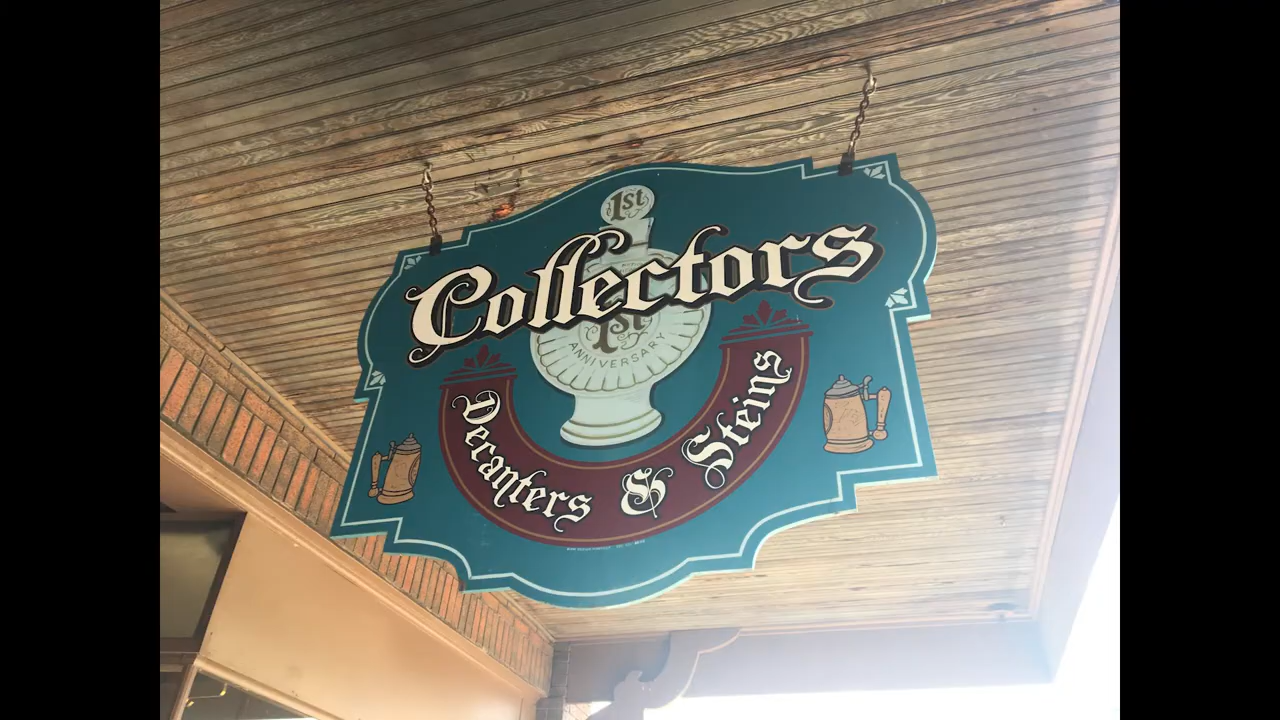 1st
Collectors
1st
ANNIVERSARY
Decanters & Steins